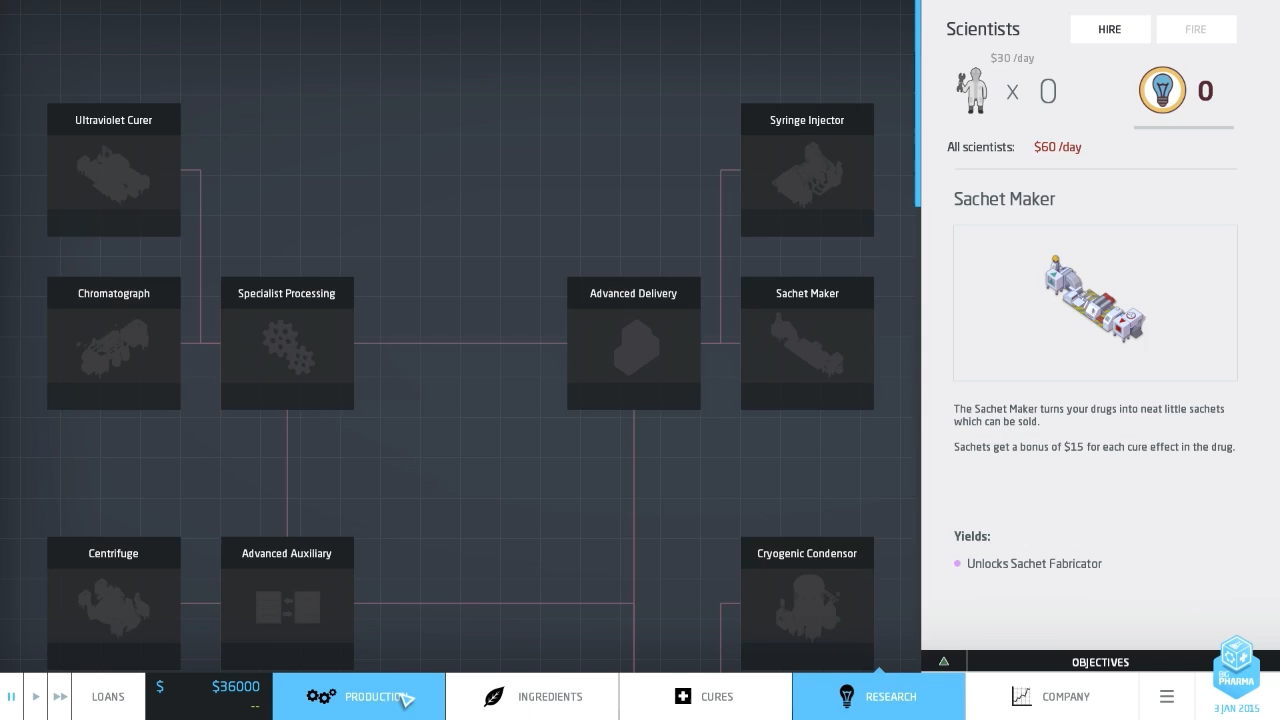 Scientists
HIRE
FIRE
$30 /day
X 0
0
All scientists: $60 /day
Ultraviolet Curer
Syringe Injector
Sachet Maker
Chromatograph
Specialist Processing
Advanced Delivery
Sachet Maker
The Sachet Maker turns your drugs into neat little sachets
which can be sold.
Sachets get a bonus of $15 for each cure effect in the drug.
Centrifuge
Advanced Auxiliary
Cryogenic Condensor
Yields:
Unlocks Sachet Fabricator
OBJECTIVES
LOANS
$ $36000
--
PRODUCTION
INGREDIENTS
CURES
RESEARCH
COMPANY
BIG
PHARMA
3 JAN 2015